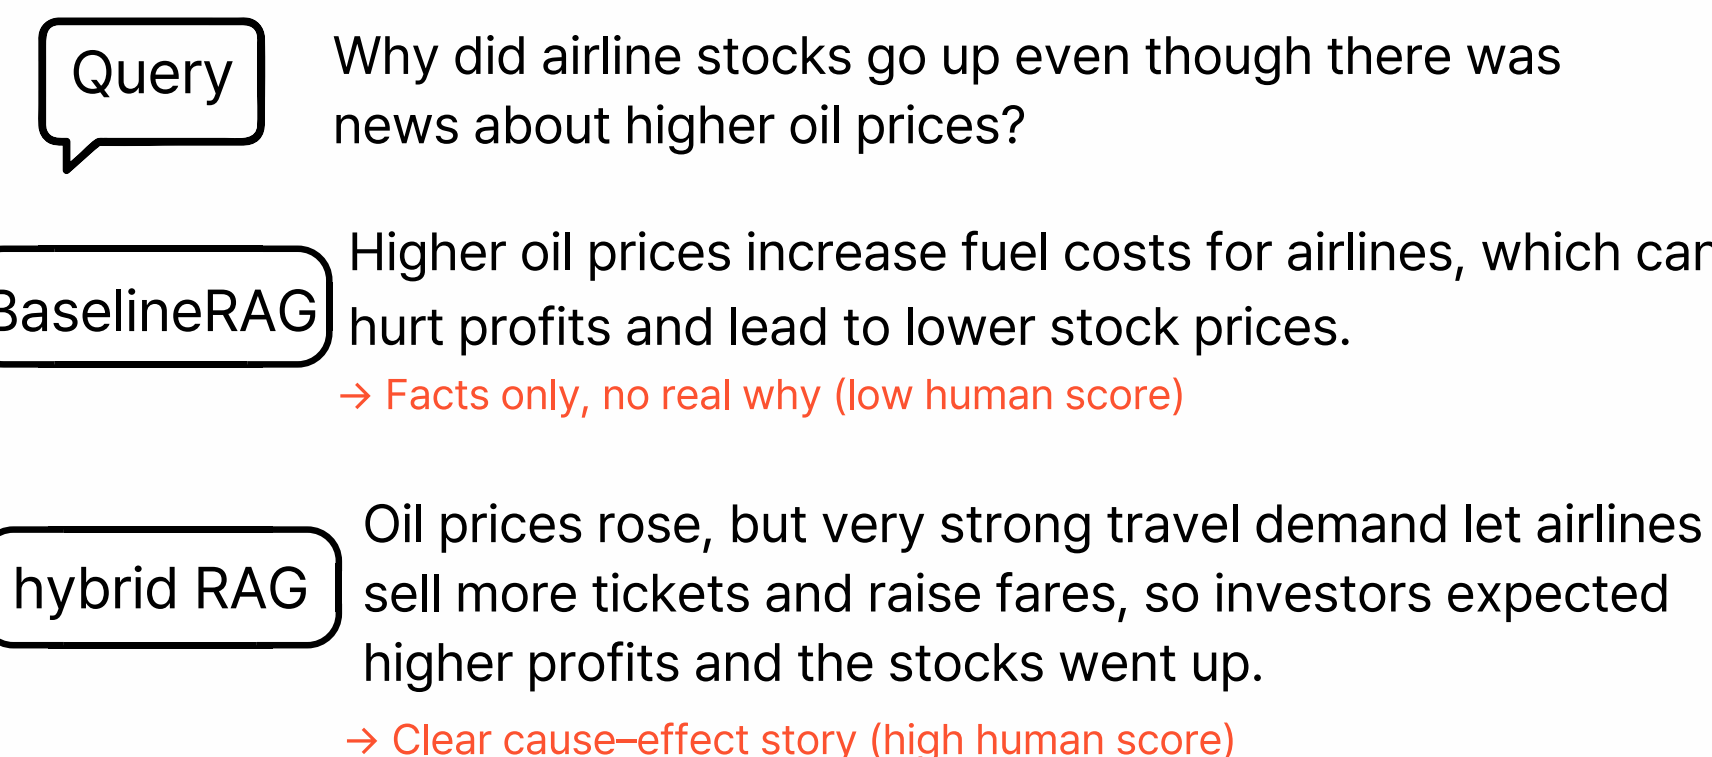 Query
Why did airline stocks go up even though there was
news about higher oil prices?
BaselineRAG
Higher oil prices increase fuel costs for airlines, which can
hurt profits and lead to lower stock prices.
→ Facts only, no real why (low human score)
hybrid RAG
Oil prices rose, but very strong travel demand let airlines
sell more tickets and raise fares, so investors expected
higher profits and the stocks went up.
→ Clear cause–effect story (high human score)